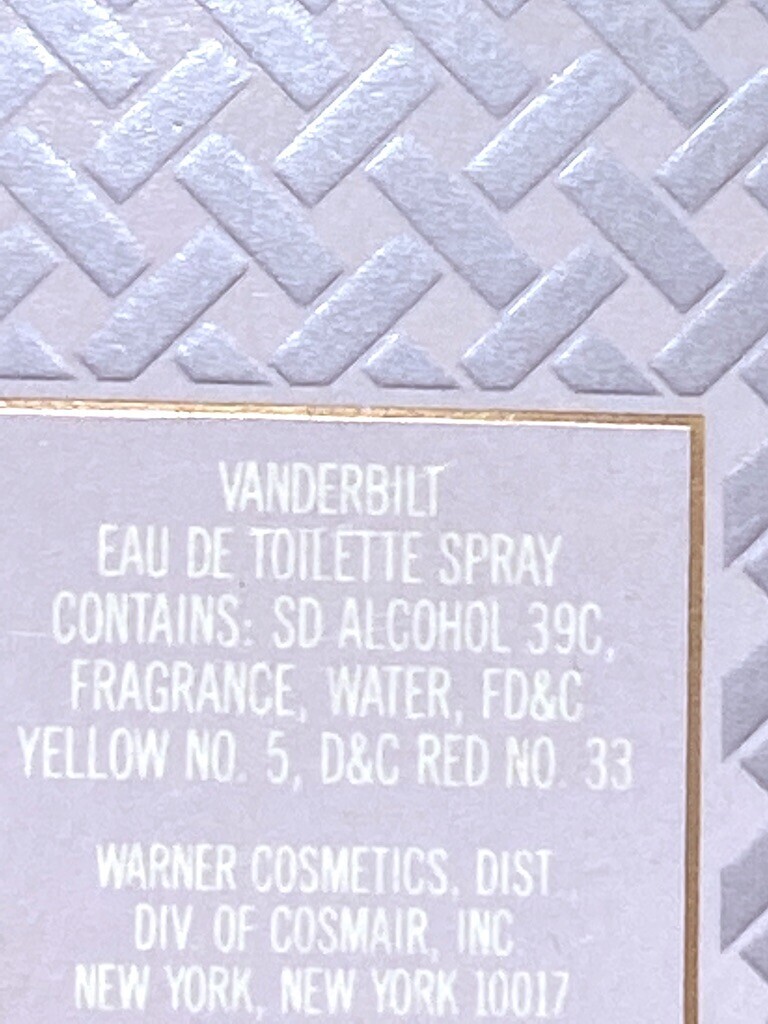 VANDERBILT
EAU DE TOILETTE SPRAY
CONTAINS: SD ALCOHOL 39C,
FRAGRANCE, WATER, FD&C
YELLOW NO. 5, D&C RED NO. 33
WARNER COSMETICS, DIST
DIV. OF COSMAIR, INC.
NEW YORK, NEW YORK 10017